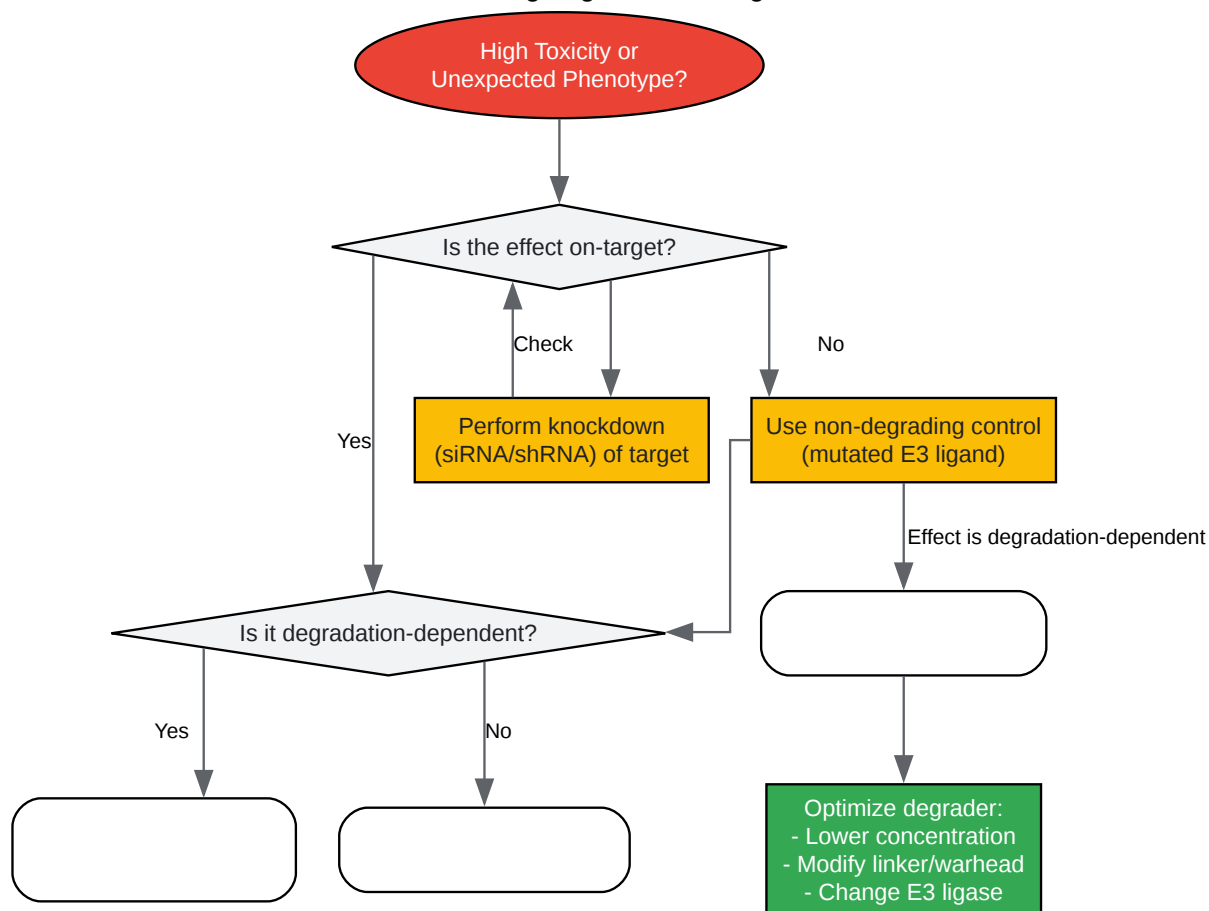 High Toxicity or
Unexpected Phenotype?
Is the effect on-target?
Check
No
Perform knockdown
(siRNA/shRNA) of target
Use non-degrading control
(mutated E3 ligand)
Yes
Effect is degradation-dependent
Is it degradation-dependent?
Yes
No
Optimize degrader:
- Lower concentration
- Modify linker/warhead
- Change E3 ligase